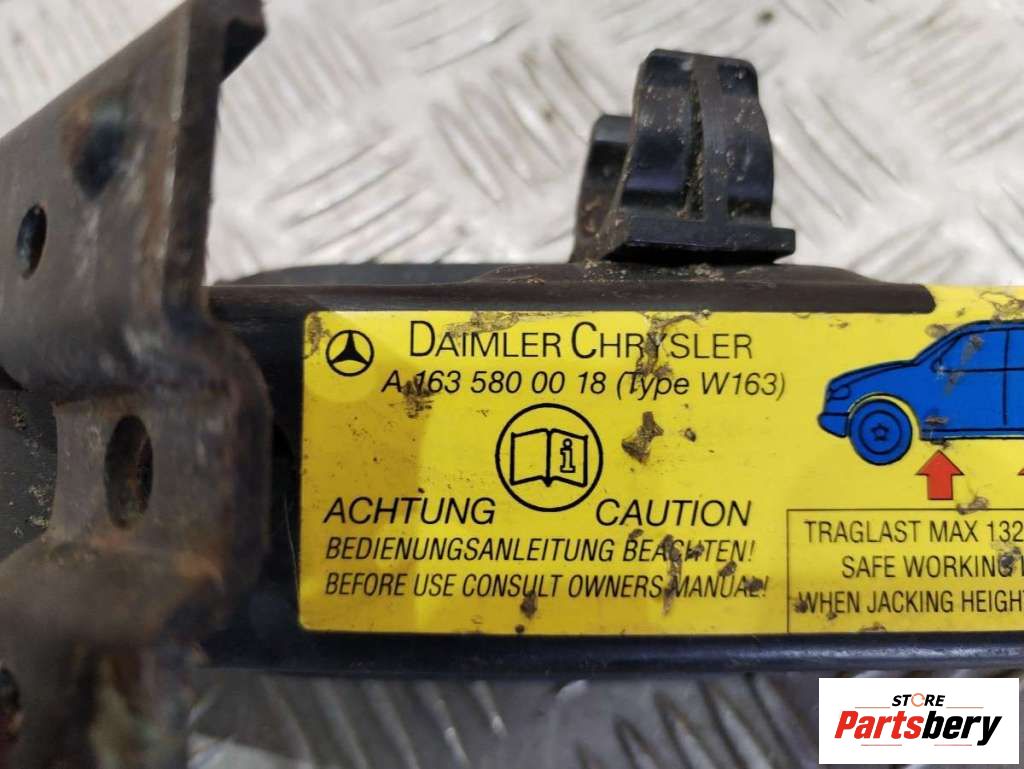 DAIMLER CHRYSLER
A 163 580 00 18 (Type W163)
i
ACHTUNG CAUTION
BEDIENUNGSANLEITUNG BEACHTEN!
BEFORE USE CONSULT OWNERS MANUAL!
TRAGLAST MAX 132
SAFE WORKING
WHEN JACKING HEIGHT
STORE
Partsbery